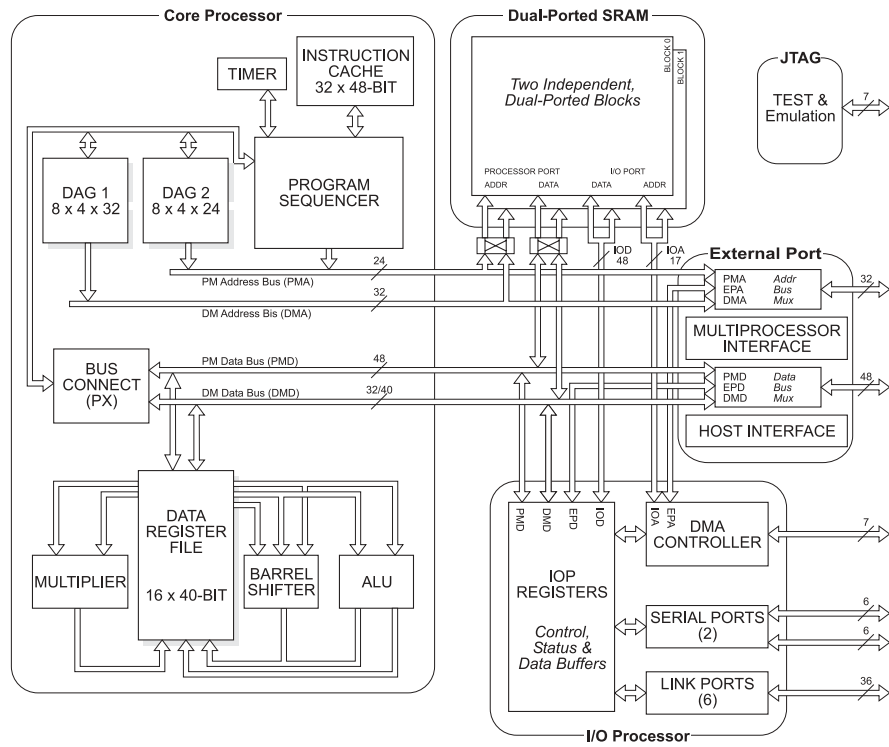 Core Processor
TIMER
INSTRUCTION
CACHE
32 x 48-BIT
DAG 1
8 x 4 x 32
DAG 2
8 x 4 x 24
PROGRAM
SEQUENCER
24
PM Address Bus (PMA)
32
DM Address Bis (DMA)
BUS
CONNECT
(PX)
PM Data Bus (PMD)
48
DM Data Bus (DMD)
32/40
DATA
REGISTER
FILE
16 x 40-BIT
MULTIPLIER
BARREL
SHIFTER
ALU
Dual-Ported SRAM
BLOCK 0
BLOCK 1
Two Independent,
Dual-Ported Blocks
PROCESSOR PORT
I/O PORT
ADDR
DATA
DATA
ADDR
IOD
48
IOA
17
JTAG
TEST &
Emulation
7
External Port
PMA Addr
EPA Bus
DMA Mux
32
MULTIPROCESSOR
INTERFACE
PMD Data
EPD Bus
DMD Mux
48
HOST INTERFACE
PMD
DMD
EPD
IOD
IOA
EPA
IOP
REGISTERS
Control,
Status &
Data Buffers
DMA
CONTROLLER
7
SERIAL PORTS
(2)
6
6
LINK PORTS
(6)
36
I/O Processor